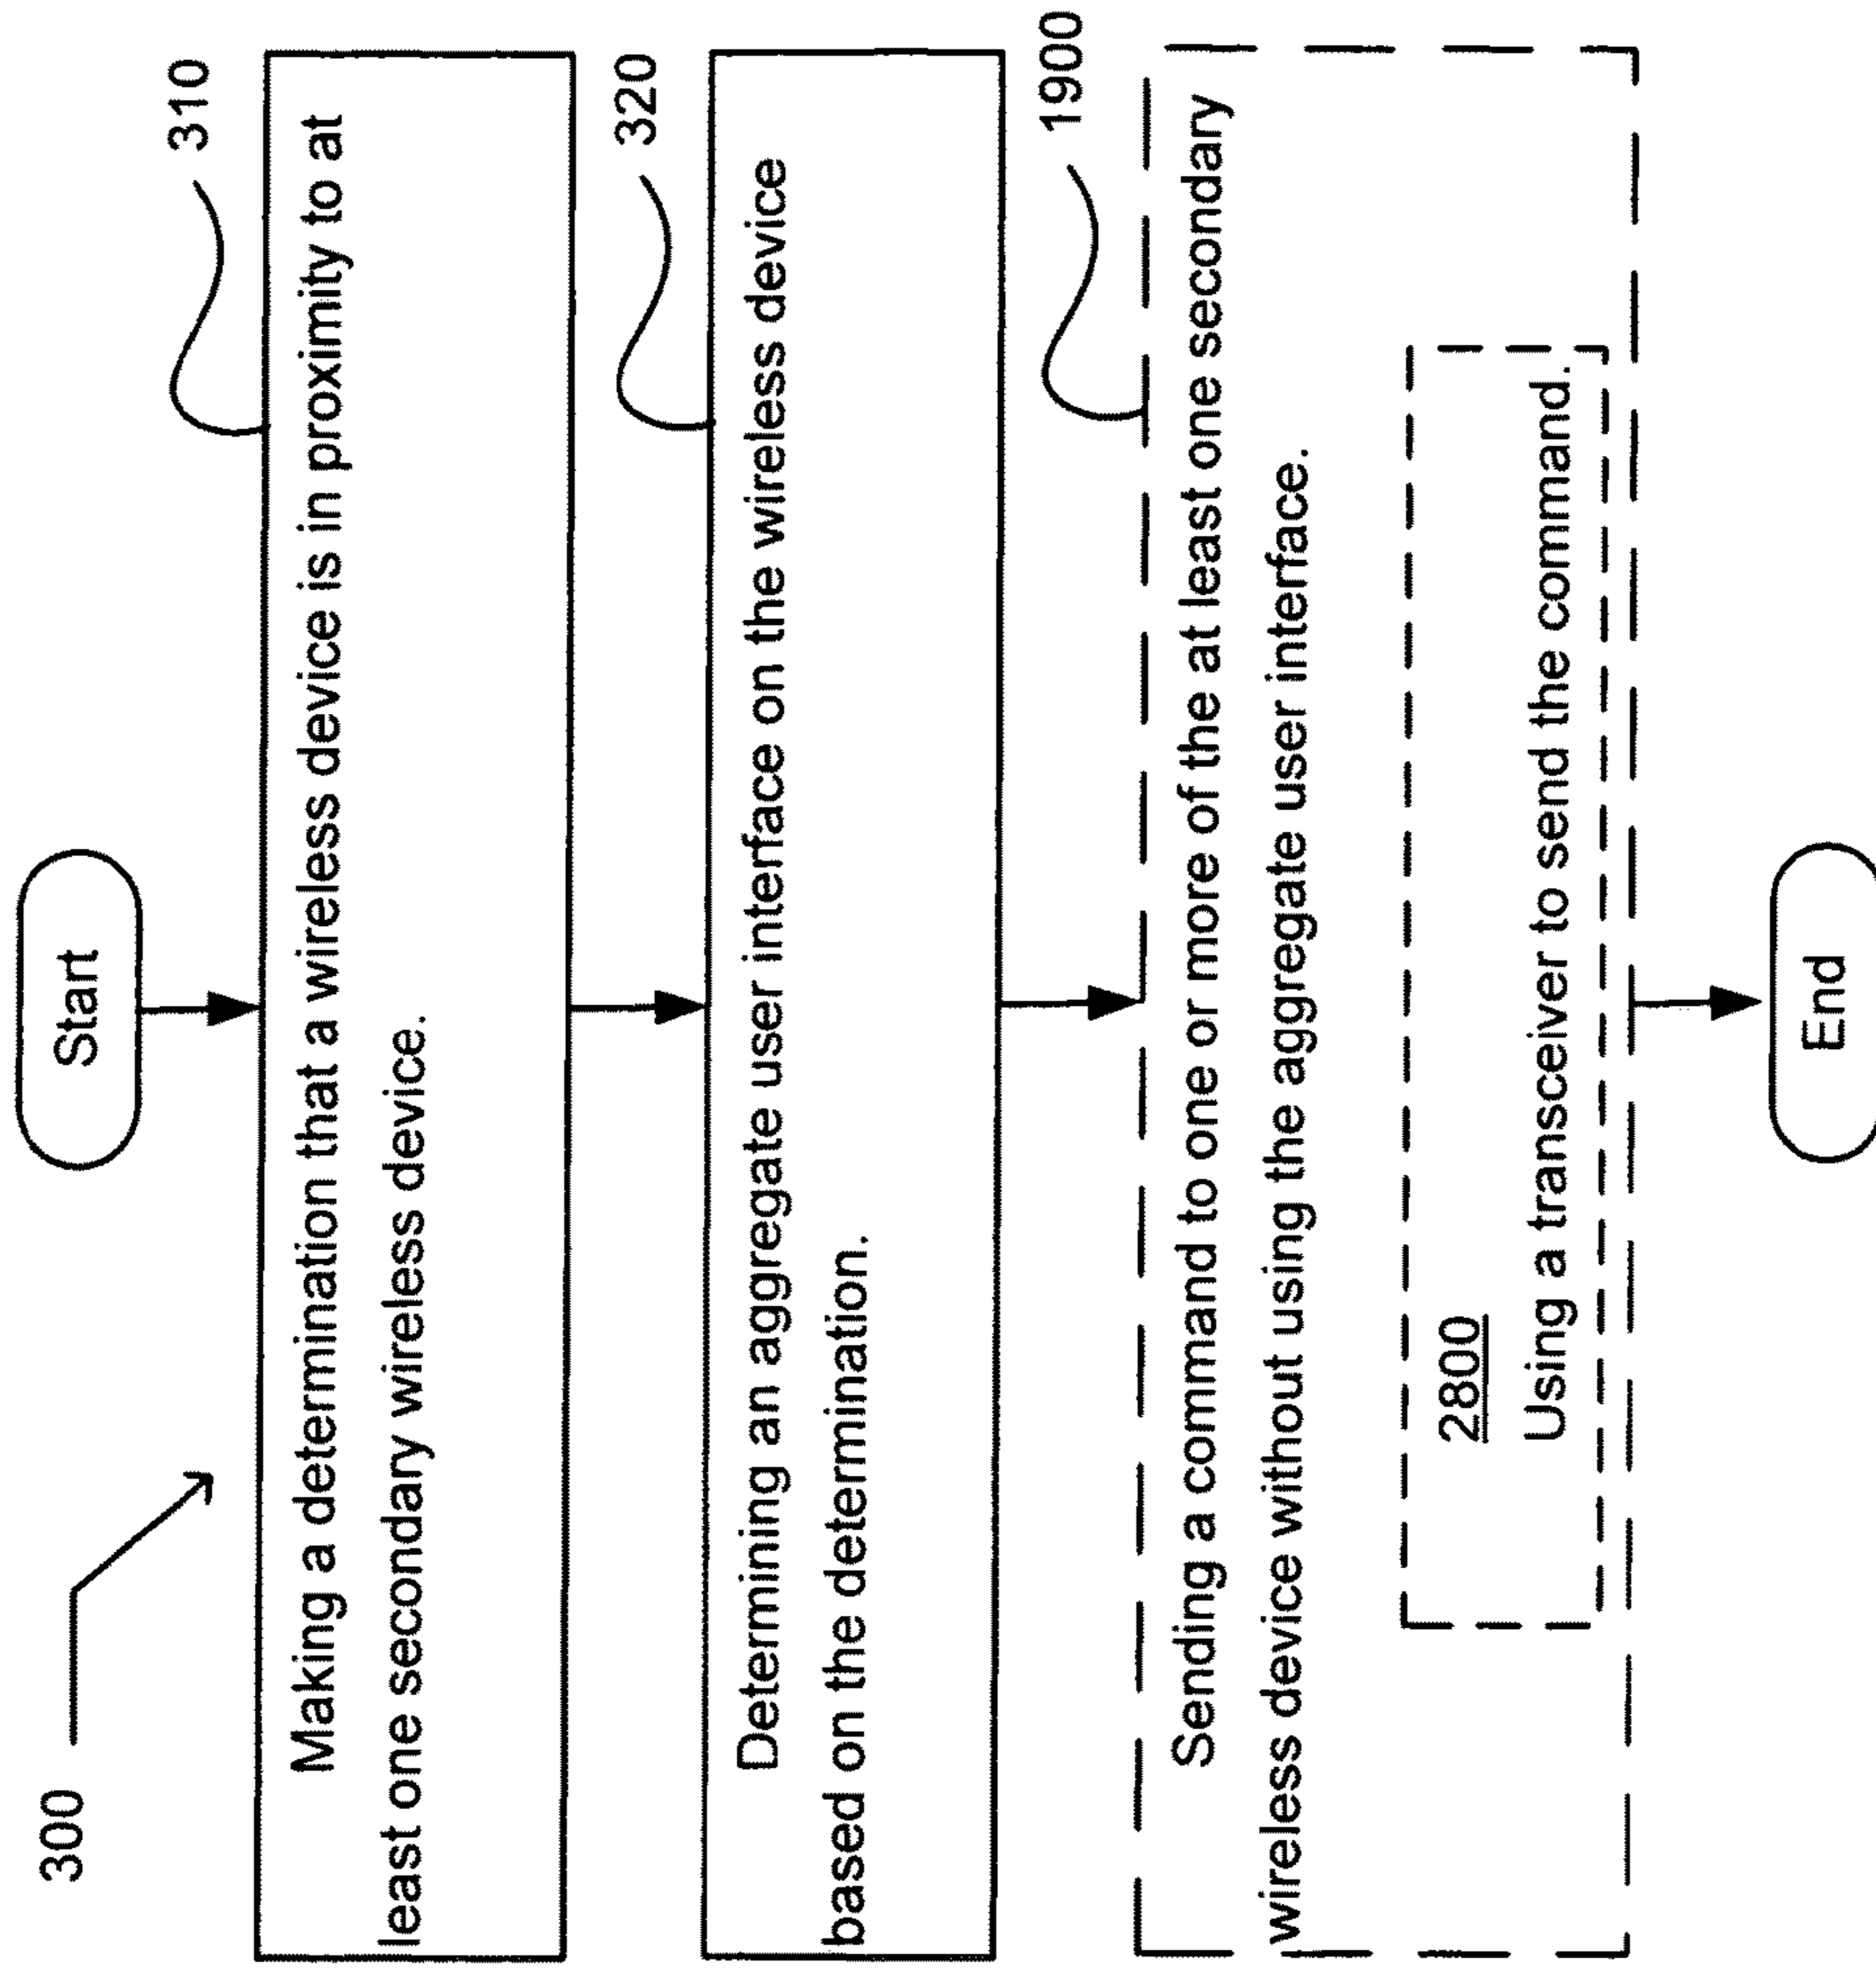 300
Start
310
Making a determination that a wireless device is in proximity to at
least one secondary wireless device.
320
Determining an aggregate user interface on the wireless device
based on the determination.
1900
Sending a command to one or more of the at least one secondary
wireless device without using the aggregate user interface.
2800
Using a transceiver to send the command.
End